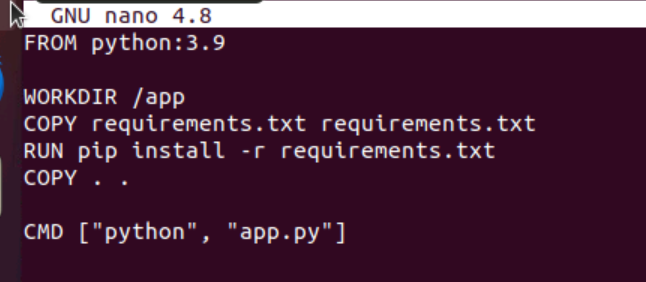 GNU nano 4.8
FROM python:3.9
WORKDIR /app
COPY requirements.txt requirements.txt
RUN pip install -r requirements.txt
COPY . .
CMD ["python", "app.py"]